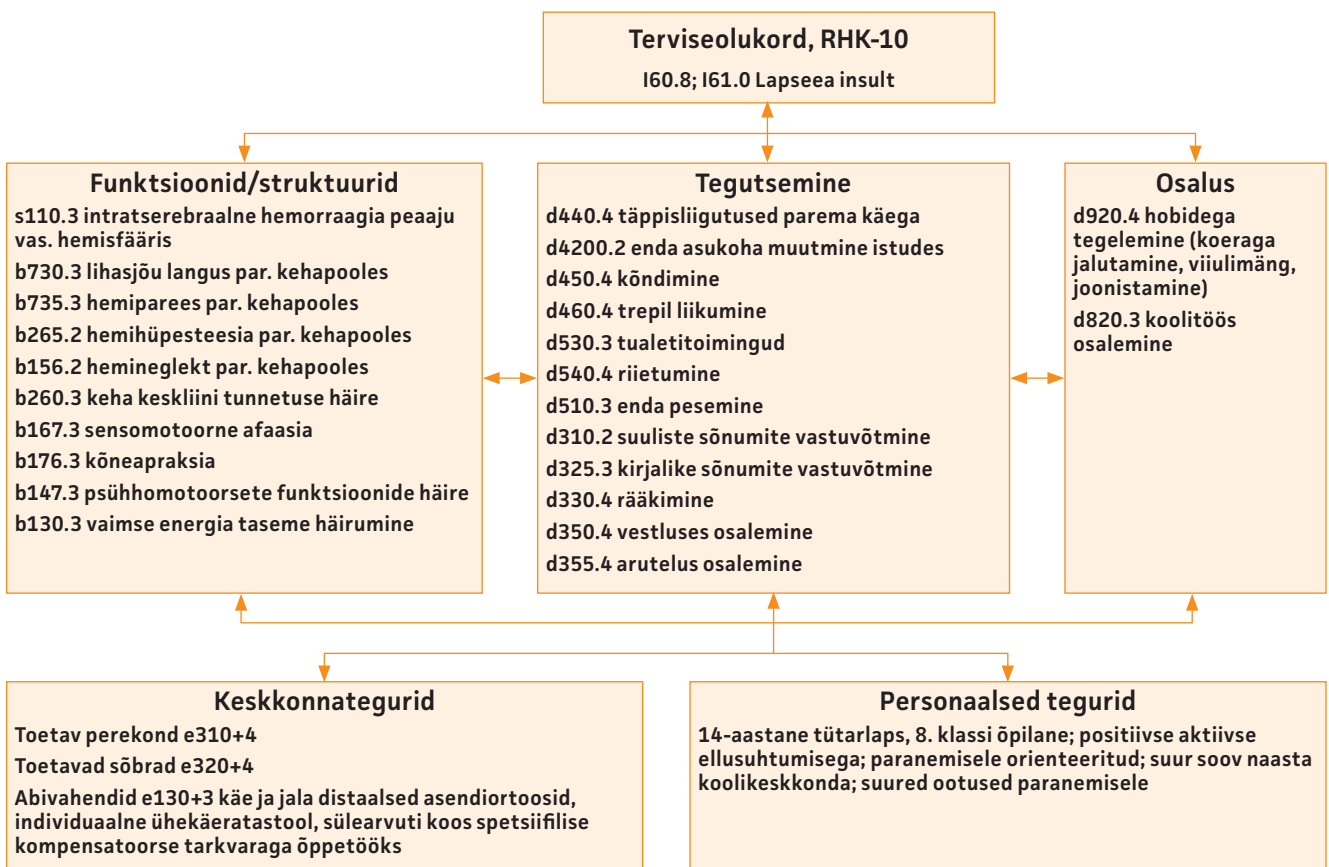 Terviseolukord, RHK-10
I60.8; I61.0 Lapseea insult
Funktsioonid/struktuurid
s110.3 intratserebraalne hemorraagia peaaju
vas. hemisfääris
b730.3 lihasjõu langus par. kehapooles
b735.3 hemiparees par. kehapooles
b265.2 hemihüpesteesia par. kehapooles
b156.2 hemineglekt par. kehapooles
b260.3 keha keskliini tunnetuse häire
b167.3 sensomotoorne afaasia
b176.3 kõneapraksia
b147.3 psühhomotoorsete funktsioonide häire
b130.3 vaimse energia taseme häirumine
Tegutsemine
d440.4 täppisliigutused parema käega
d4200.2 enda asukoha muutmine istudes
d450.4 kõndimine
d460.4 trepil liikumine
d530.3 tualetitoimingud
d540.4 riietumine
d510.3 enda pesemine
d310.2 suuliste sõnumite vastuvõtmine
d325.3 kirjalike sõnumite vastuvõtmine
d330.4 rääkimine
d350.4 vestluses osalemine
d355.4 arutelus osalemine
Osalus
d920.4 hobidega
tegelemine (koeraga
jalutamine, viiulimäng,
joonistamine)
d820.3 koolitöös
osalemine
Keskkonnategurid
Toetav perekond e310+4
Toetavad sõbrad e320+4
Abivahendid e130+3 käe ja jala distaalsed asendiortoosid,
individuaalne ühekäeratastool, sülearvuti koos spetsiifilise
kompensatoorse tarkvaraga õppetööks
Personaalsed tegurid
14-aastane tütarlaps, 8. klassi õpilane; positiivse aktiivse
ellusuhtumisega; paranemisele orienteeritud; suur soov naasta
koolikeskkonda; suured ootused paranemisele